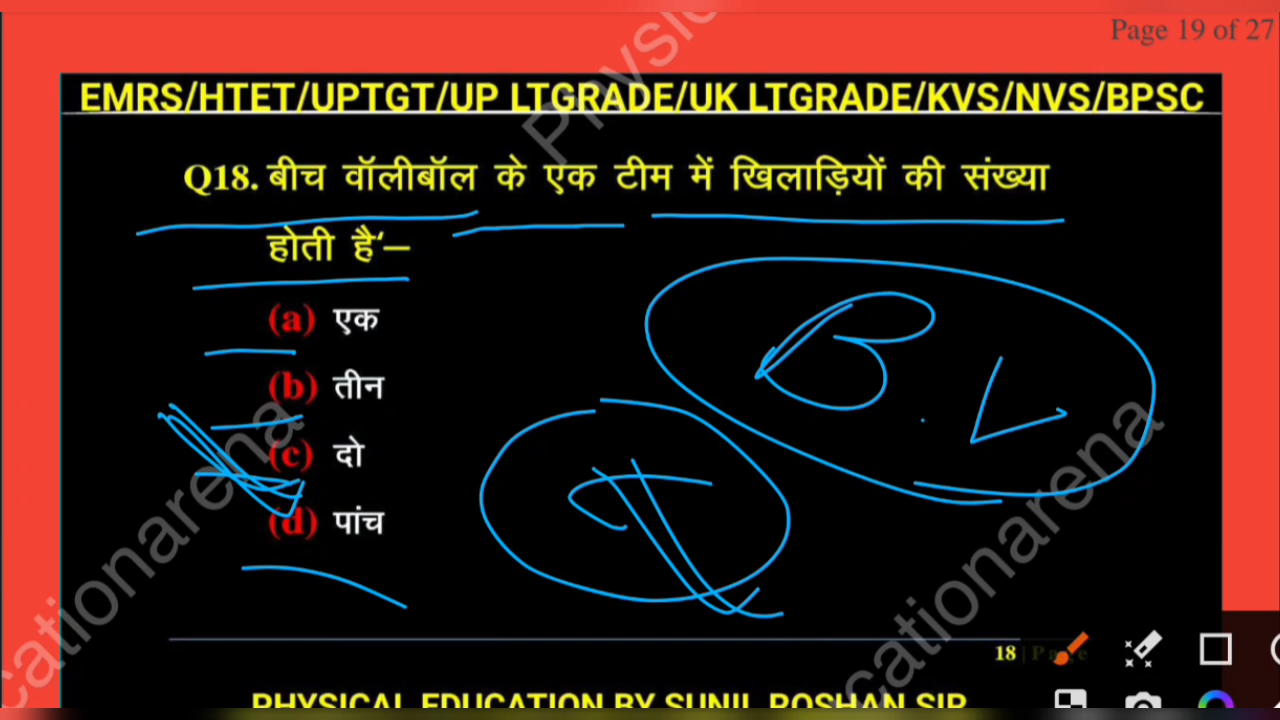 Page 19 of 27
EMRS/HTET/UPTGT/UP LTGRADE/UK LTGRADE/KVS/NVS/BPSC
Q18. बीच वॉलीबॉल के एक टीम में खिलाड़ियों की संख्या
होती है‘–
(a) एक
(b) तीन
(c) दो
(d) पांच
B.V
18 | Page
PHYSICAL EDUCATION BY SUNIL ROSHAN SIR